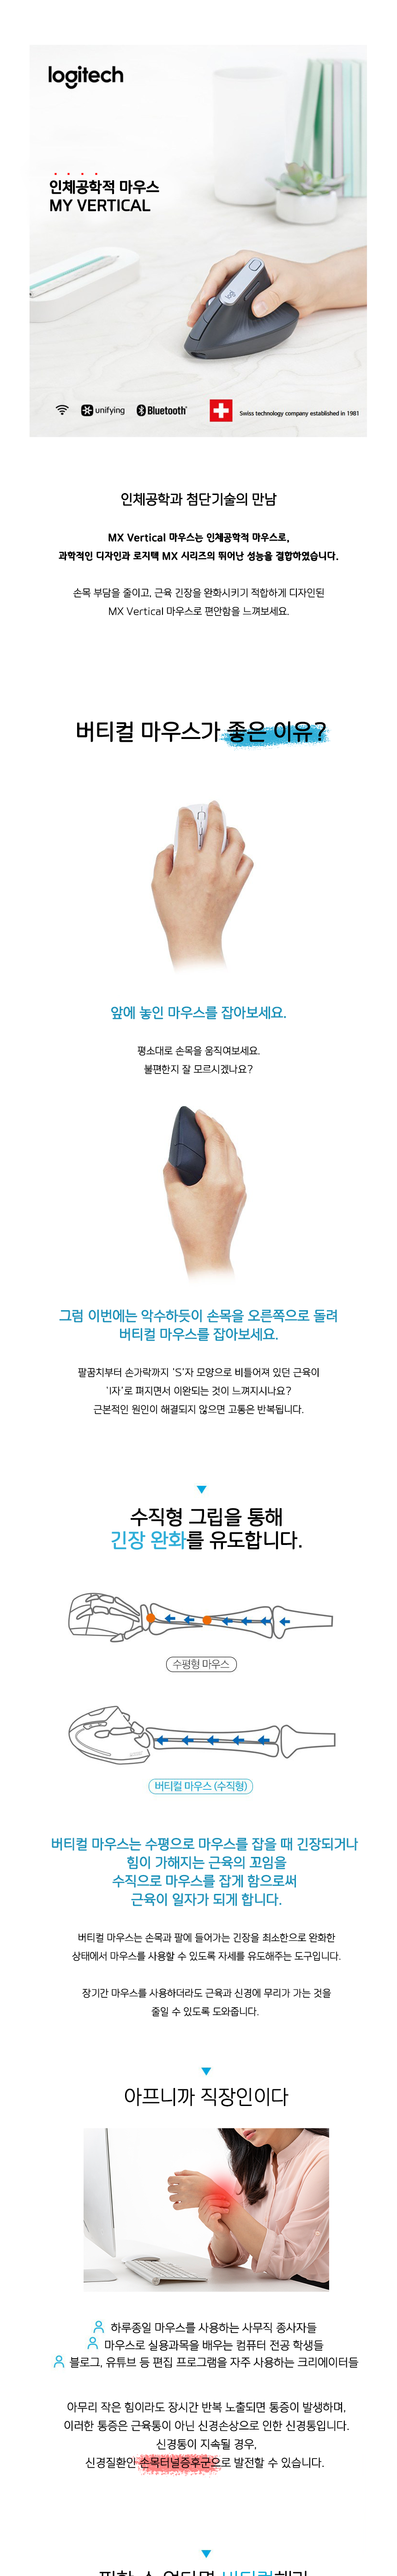 logitech
인체공학적 마우스
MY VERTICAL
unifying
Bluetooth
Swiss technology company established in 1981
인체공학과 첨단기술의 만남
MX Vertical 마우스는 인체공학적 마우스로,
과학적인 디자인과 로지텍 MX 시리즈의 뛰어난 성능을 결합하였습니다.
손목 부담을 줄이고, 근육 긴장을 완화시키기 적합하게 디자인된
MX Vertical 마우스로 편안함을 느껴보세요.
버티컬 마우스가 좋은 이유?
앞에 놓인 마우스를 잡아보세요.
평소대로 손목을 움직여보세요.
불편한지 잘 모르시겠나요?
그럼 이번에는 악수하듯이 손목을 오른쪽으로 돌려
버티컬 마우스를 잡아보세요.
팔꿈치부터 손가락까지 'S'자 모양으로 비틀어져 있던 근육이
'I자'로 펴지면서 이완되는 것이 느껴지시나요?
근본적인 원인이 해결되지 않으면 고통은 반복됩니다.
수직형 그립을 통해
긴장 완화를 유도합니다.
수평형 마우스
버티컬 마우스 (수직형)
버티컬 마우스는 수평으로 마우스를 잡을 때 긴장되거나
힘이 가해지는 근육의 꼬임을
수직으로 마우스를 잡게 함으로써
근육이 일자가 되게 합니다.
버티컬 마우스는 손목과 팔에 들어가는 긴장을 최소한으로 완화한
상태에서 마우스를 사용할 수 있도록 자세를 유도해주는 도구입니다.
장기간 마우스를 사용하더라도 근육과 신경에 무리가 가는 것을
줄일 수 있도록 도와줍니다.
아프니까 직장인이다
하루종일 마우스를 사용하는 사무직 종사자들
마우스로 실용과목을 배우는 컴퓨터 전공 학생들
블로그, 유튜브 등 편집 프로그램을 자주 사용하는 크리에이터들
아무리 작은 힘이라도 장시간 반복 노출되면 통증이 발생하며,
이러한 통증은 근육통이 아닌 신경손상으로 인한 신경통입니다.
신경통이 지속될 경우,
신경질환인 손목터널증후군으로 발전할 수 있습니다.